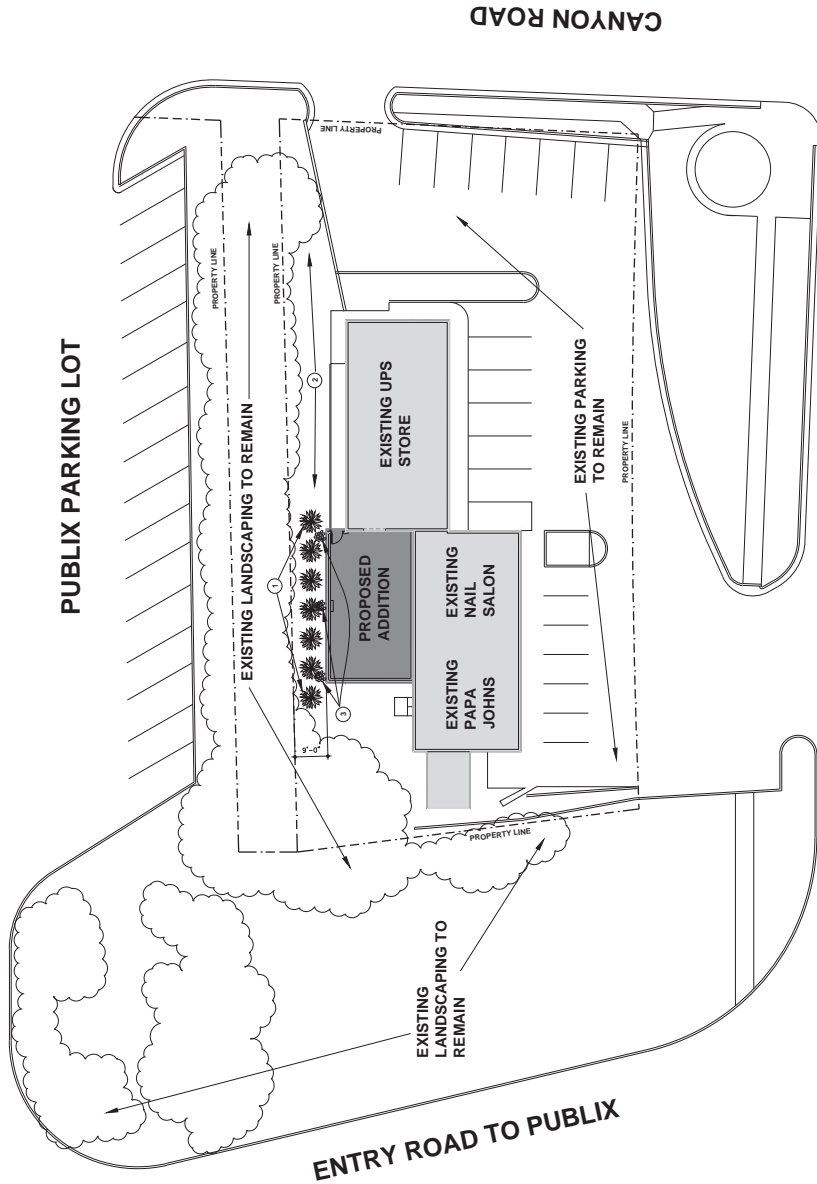 CANYON ROAD
PUBLIX PARKING LOT
PROPERTY LINE
PROPERTY LINE
PROPERTY LINE
EXISTING LANDSCAPING TO REMAIN
2
1
3
9'-0"
EXISTING UPS
STORE
PROPOSED
ADDITION
EXISTING
NAIL
SALON
EXISTING
PAPA
JOHNS
EXISTING PARKING
TO REMAIN
PROPERTY LINE
PROPERTY LINE
EXISTING
LANDSCAPING TO
REMAIN
ENTRY ROAD TO PUBLIX